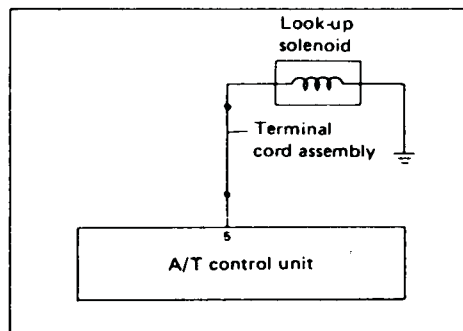 Look-up
solenoid
Terminal
cord assembly
5
A/T control unit